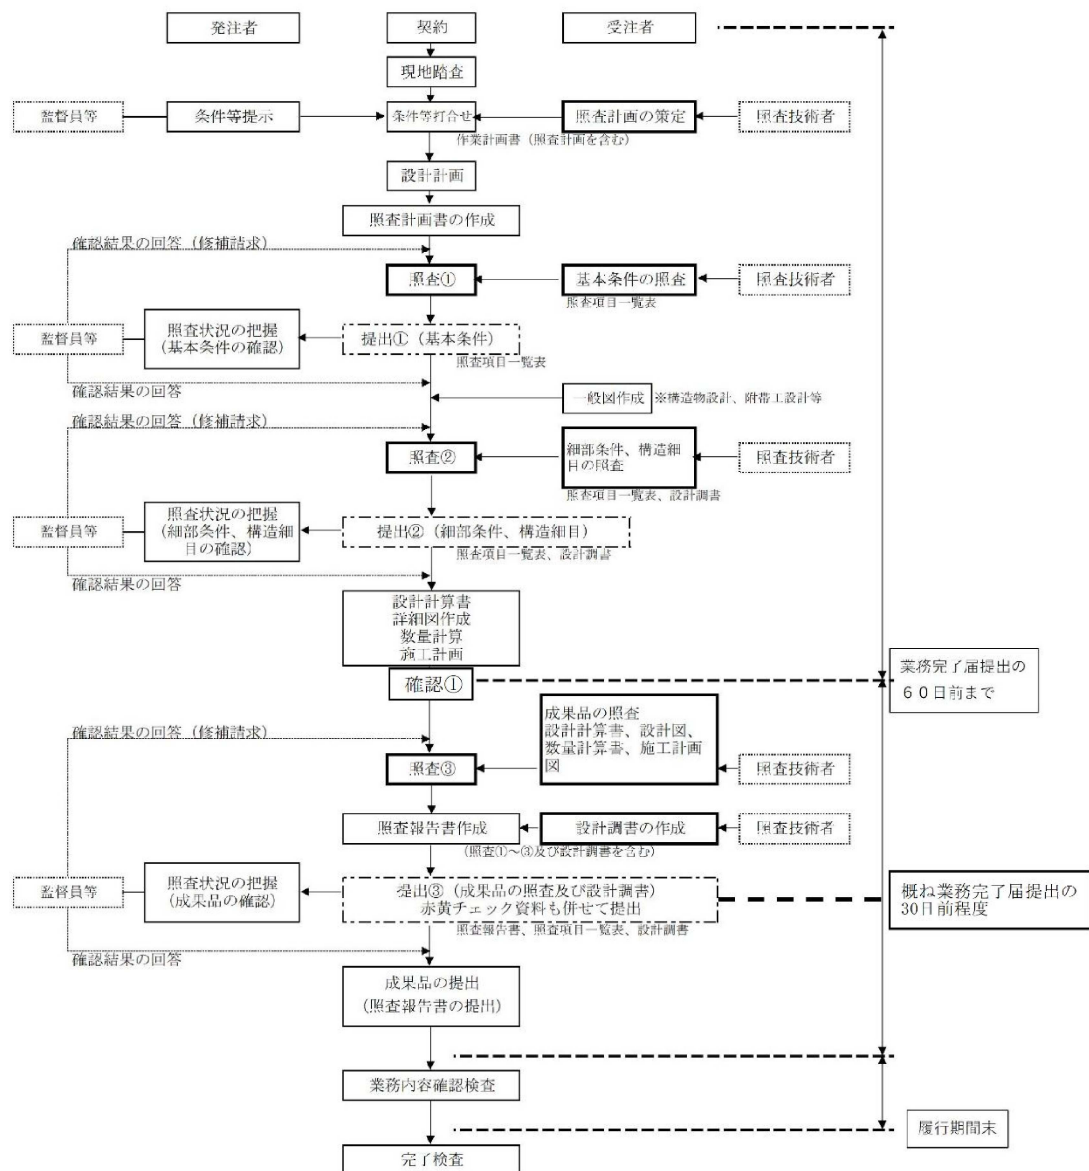 発注者
契約
受注者
現地踏査
監督員等
条件等提示
条件等打合せ
照査計画の策定
照査技術者
作業計画書（照査計画を含む）
設計計画
照査計画書の作成
確認結果の回答（修補請求）
照査①
基本条件の照査
照査技術者
照査項目一覧表
監督員等
照査状況の把握
(基本条件の確認)
提出①（基本条件）
照査項目一覧表
確認結果の回答
一般図作成
※構造物設計、附帯工設計等
確認結果の回答（修補請求）
照査②
細部条件、構造細
目の照査
照査技術者
照査項目一覧表、設計調書
監督員等
照査状況の把握
(細部条件、構造細
目の確認)
提出②（細部条件、構造細目）
照査項目一覧表、設計調書
確認結果の回答
設計計算書
詳細図作成
数量計算
施工計画
確認①
業務完了届提出の
６０日前まで
成果品の照査
設計計算書、設計図、
数量計算書、施工計画
図
確認結果の回答（修補請求）
照査③
照査技術者
照査報告書作成
設計調書の作成
照査技術者
(照査①～③及び設計調書を含む)
監督員等
照査状況の把握
(成果品の確認)
提出③（成果品の照査及び設計調書）
赤黄チェック資料も併せて提出
照査報告書、照査項目一覧表、設計調書
概ね業務完了届提出の
30日前程度
確認結果の回答
成果品の提出
(照査報告書の提出)
業務内容確認検査
履行期間末
完了検査